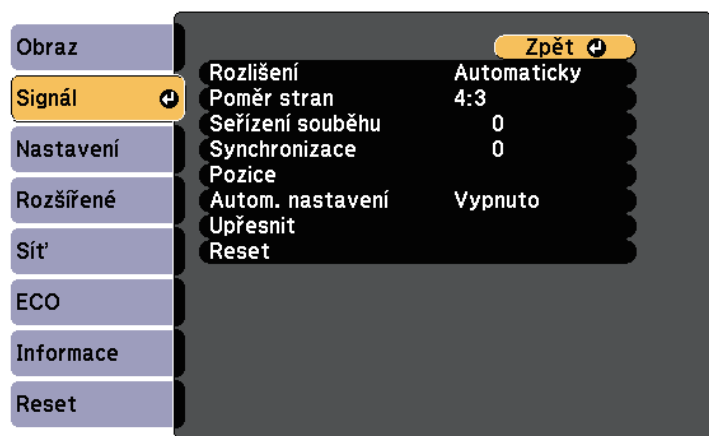 Obraz
Signál
Nastavení
Rozšířené
Síť
ECO
Informace
Reset
Zpět
Rozlišení Automaticky
Poměr stran 4:3
Seřízení souběhu 0
Synchronizace 0
Pozice
Autom. nastavení Vypnuto
Upřesnit
Reset